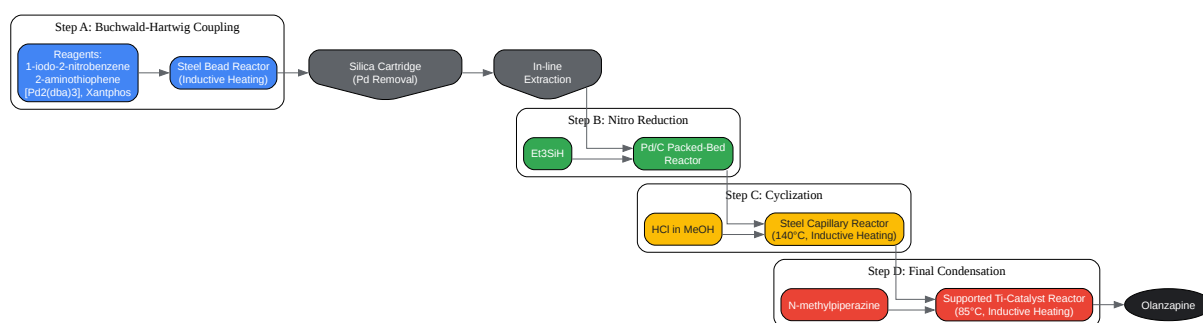 Step A: Buchwald-Hartwig Coupling
Reagents:
1-iodo-2-nitrobenzene
2-aminothiophene
[Pd2(dba)3], Xantphos
Steel Bead Reactor
(Inductive Heating)
Silica Cartridge
(Pd Removal)
In-line
Extraction
Step B: Nitro Reduction
Et3SiH
Pd/C Packed-Bed
Reactor
Step C: Cyclization
HCl in MeOH
Steel Capillary Reactor
(140°C, Inductive Heating)
Step D: Final Condensation
N-methylpiperazine
Supported Ti-Catalyst Reactor
(85°C, Inductive Heating)
Olanzapine